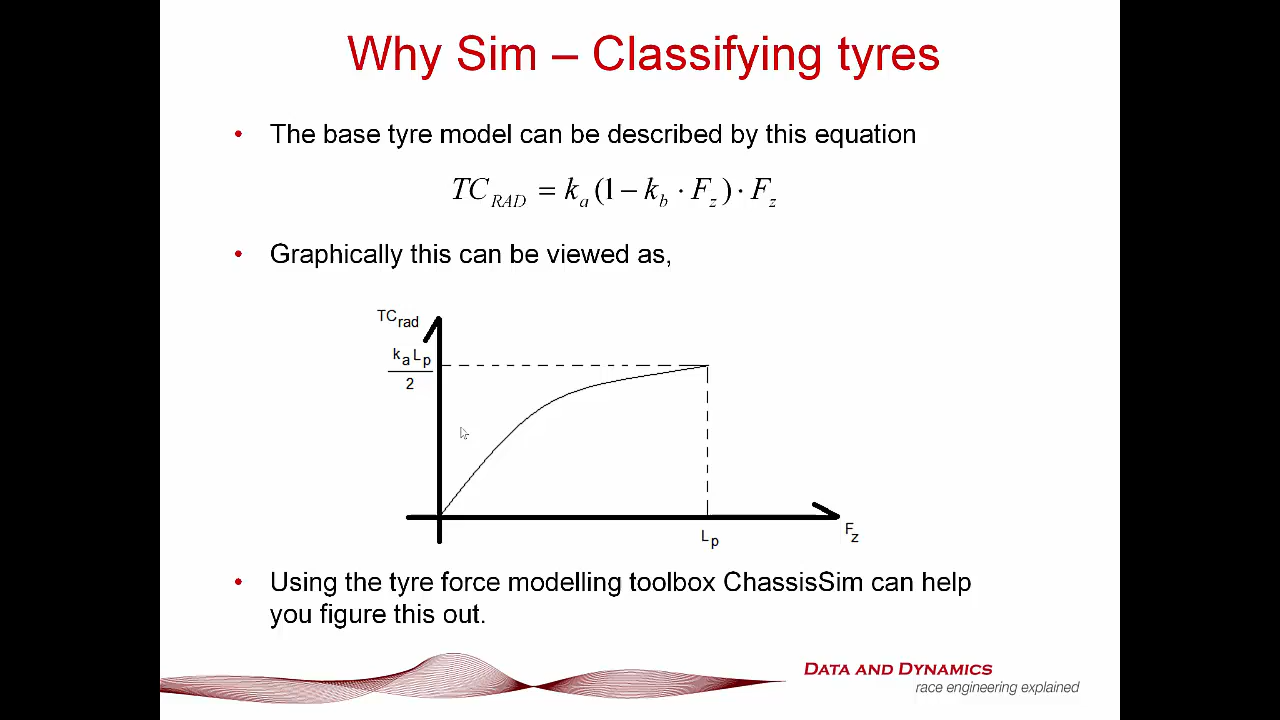 Why Sim – Classifying tyres
• The base tyre model can be described by this equation
TC_RAD = k_a (1 − k_b · F_z) · F_z
• Graphically this can be viewed as,
TC_rad
k_a L_p
2
L_p
F_z
• Using the tyre force modelling toolbox ChassisSim can help
you figure this out.
DATA AND DYNAMICS
race engineering explained